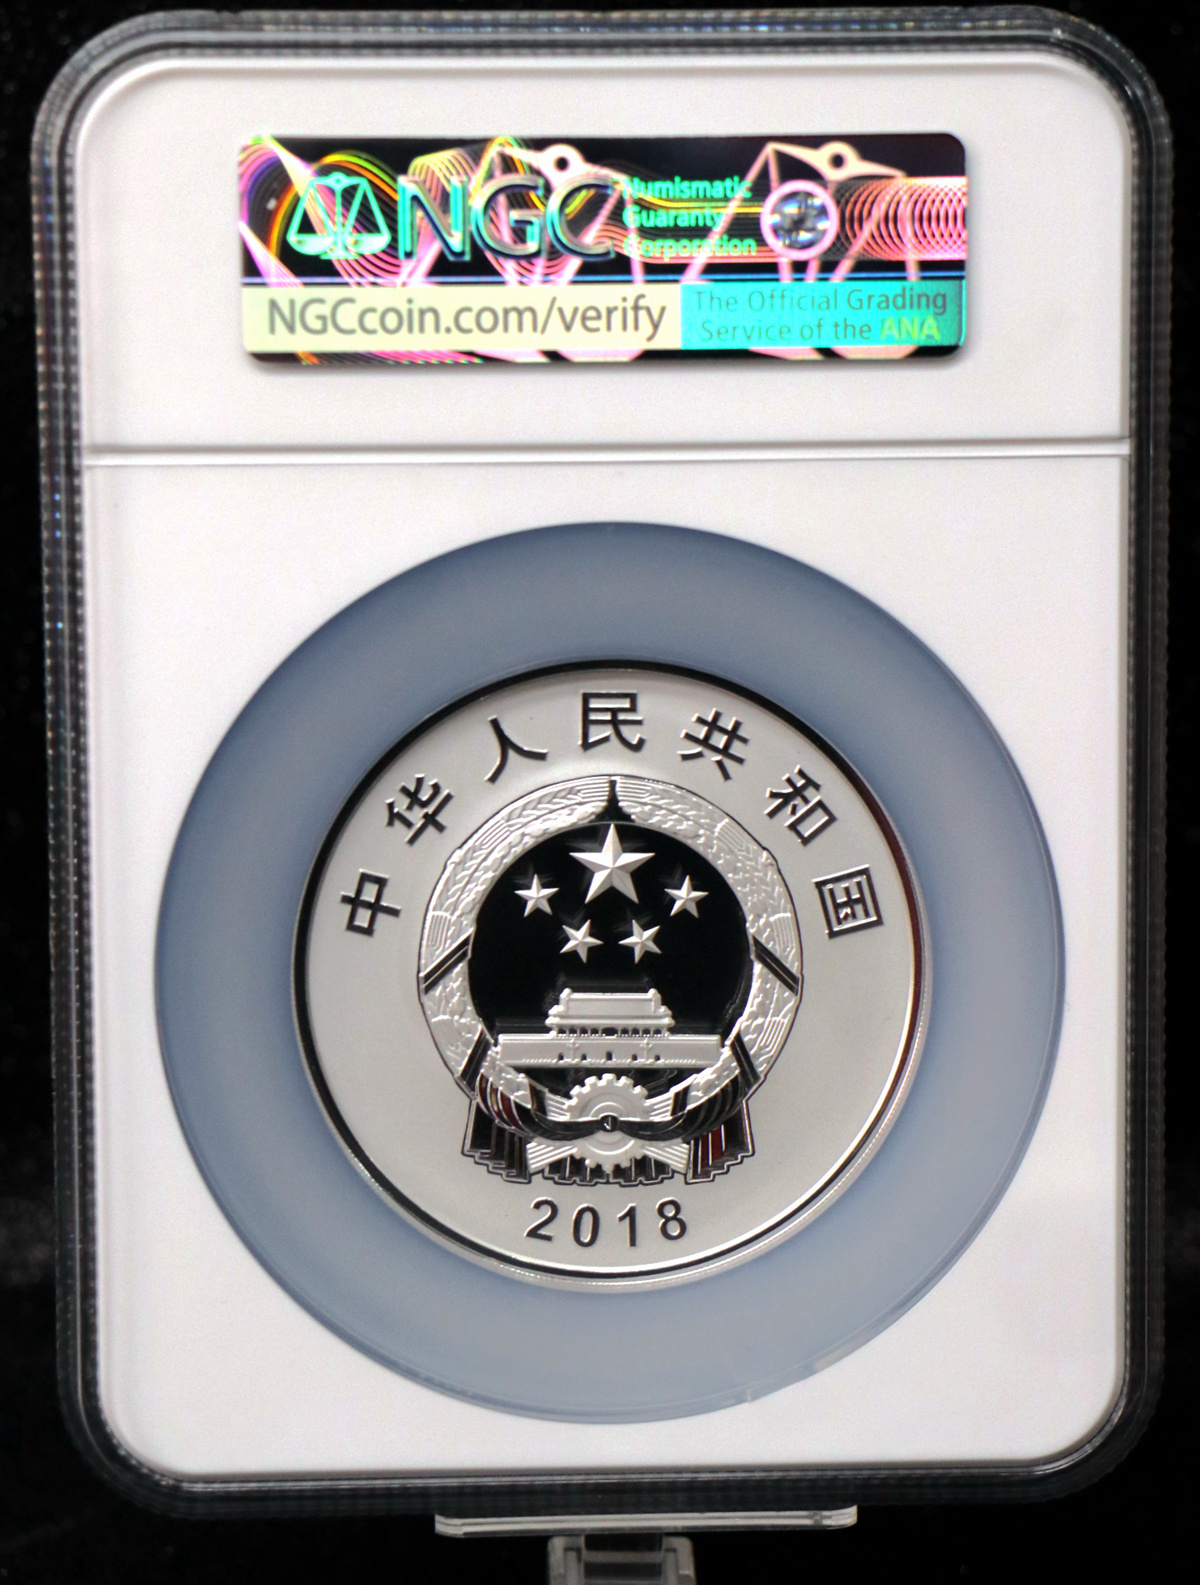 NGC
Numismatic
Guaranty
Corporation
NGCcoin.com/verify
The Official Grading
Service of the ANA
中华人民共和国
2018